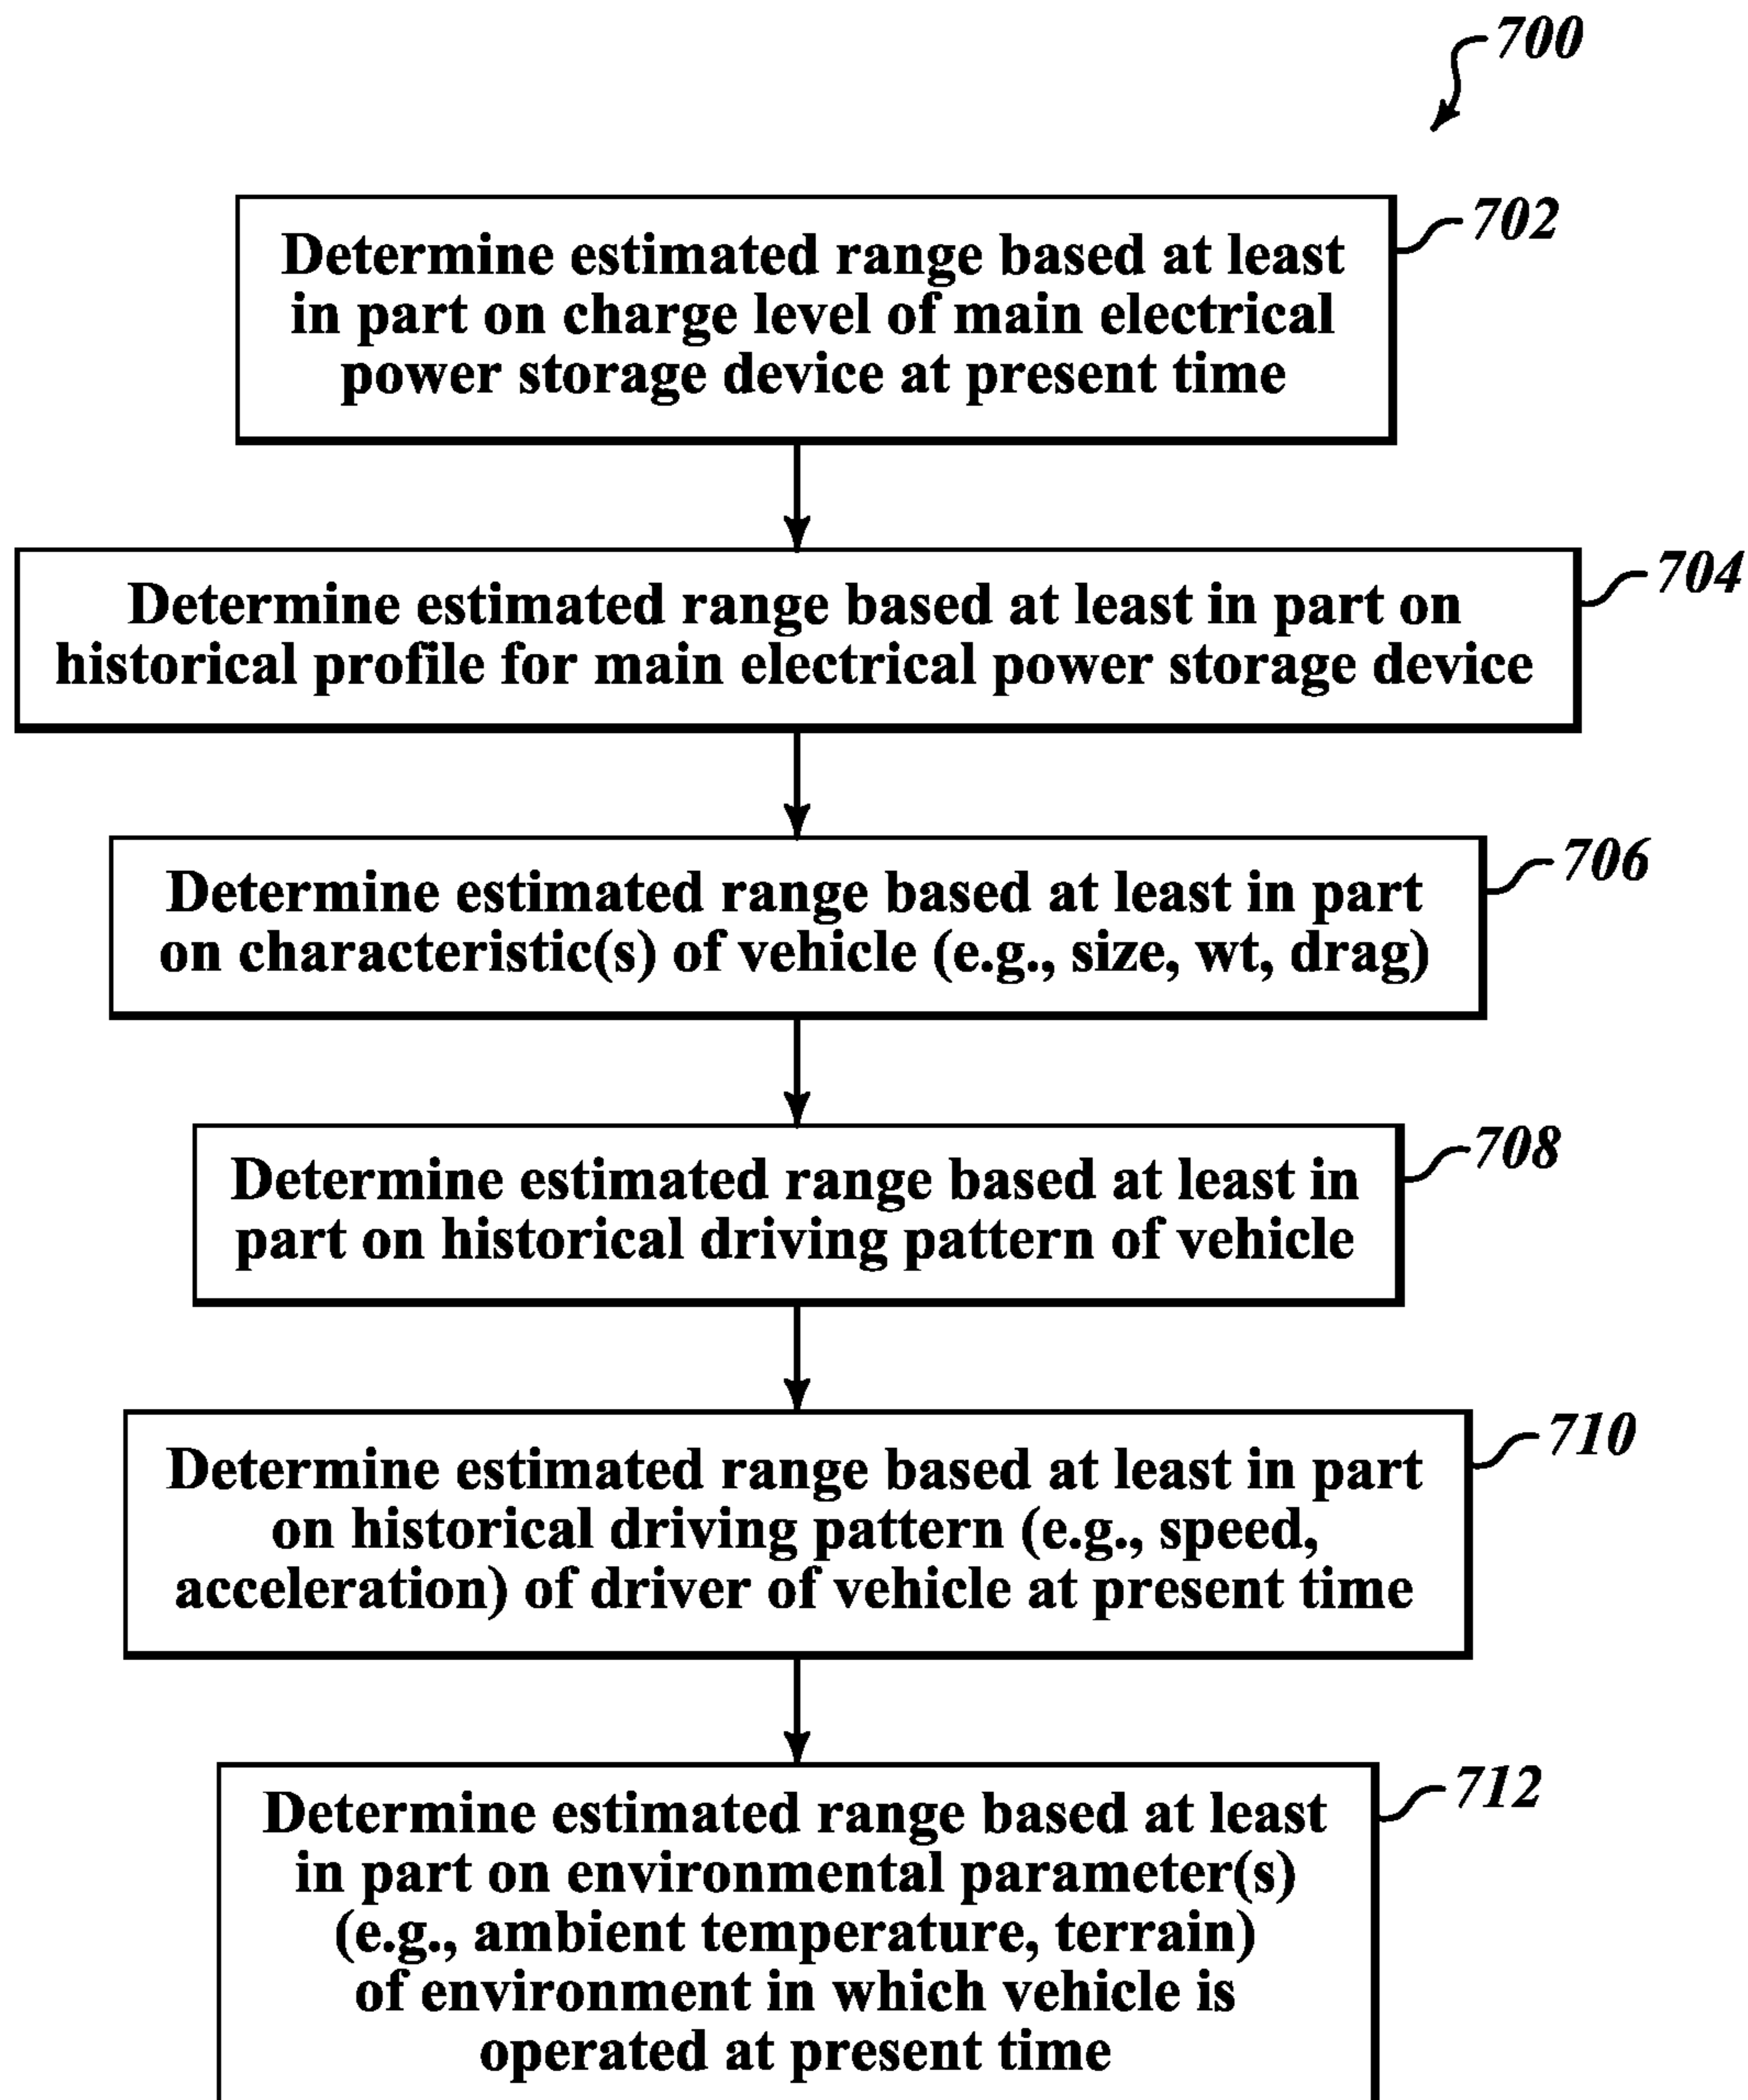 700
702
Determine estimated range based at least
in part on charge level of main electrical
power storage device at present time
704
Determine estimated range based at least in part on
historical profile for main electrical power storage device
706
Determine estimated range based at least in part
on characteristic(s) of vehicle (e.g., size, wt, drag)
708
Determine estimated range based at least in
part on historical driving pattern of vehicle
710
Determine estimated range based at least in part
on historical driving pattern (e.g., speed,
acceleration) of driver of vehicle at present time
712
Determine estimated range based at least
in part on environmental parameter(s)
(e.g., ambient temperature, terrain)
of environment in which vehicle is
operated at present time